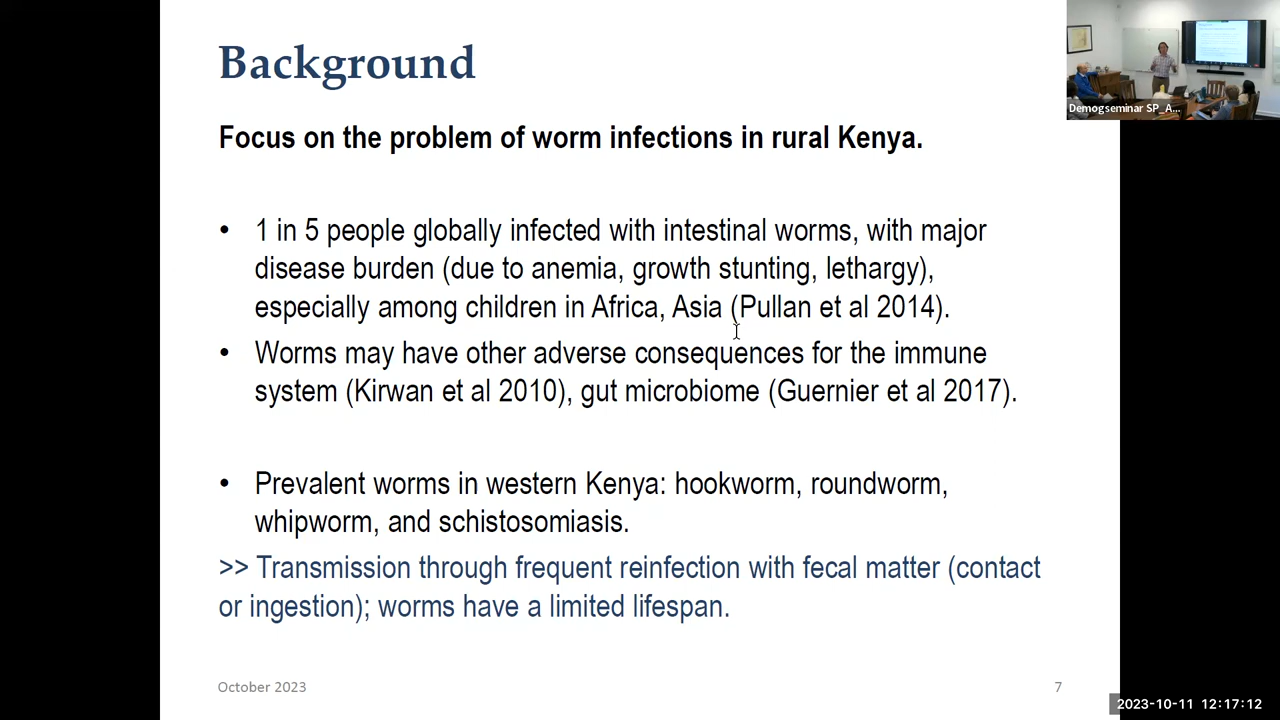 Background
Focus on the problem of worm infections in rural Kenya.
• 1 in 5 people globally infected with intestinal worms, with major
disease burden (due to anemia, growth stunting, lethargy),
especially among children in Africa, Asia (Pullan et al 2014).
• Worms may have other adverse consequences for the immune
system (Kirwan et al 2010), gut microbiome (Guernier et al 2017).
• Prevalent worms in western Kenya: hookworm, roundworm,
whipworm, and schistosomiasis.
>> Transmission through frequent reinfection with fecal matter (contact
or ingestion); worms have a limited lifespan.
October 2023
7
Demogseminar SP_A...
2023-10-11 12:17:12